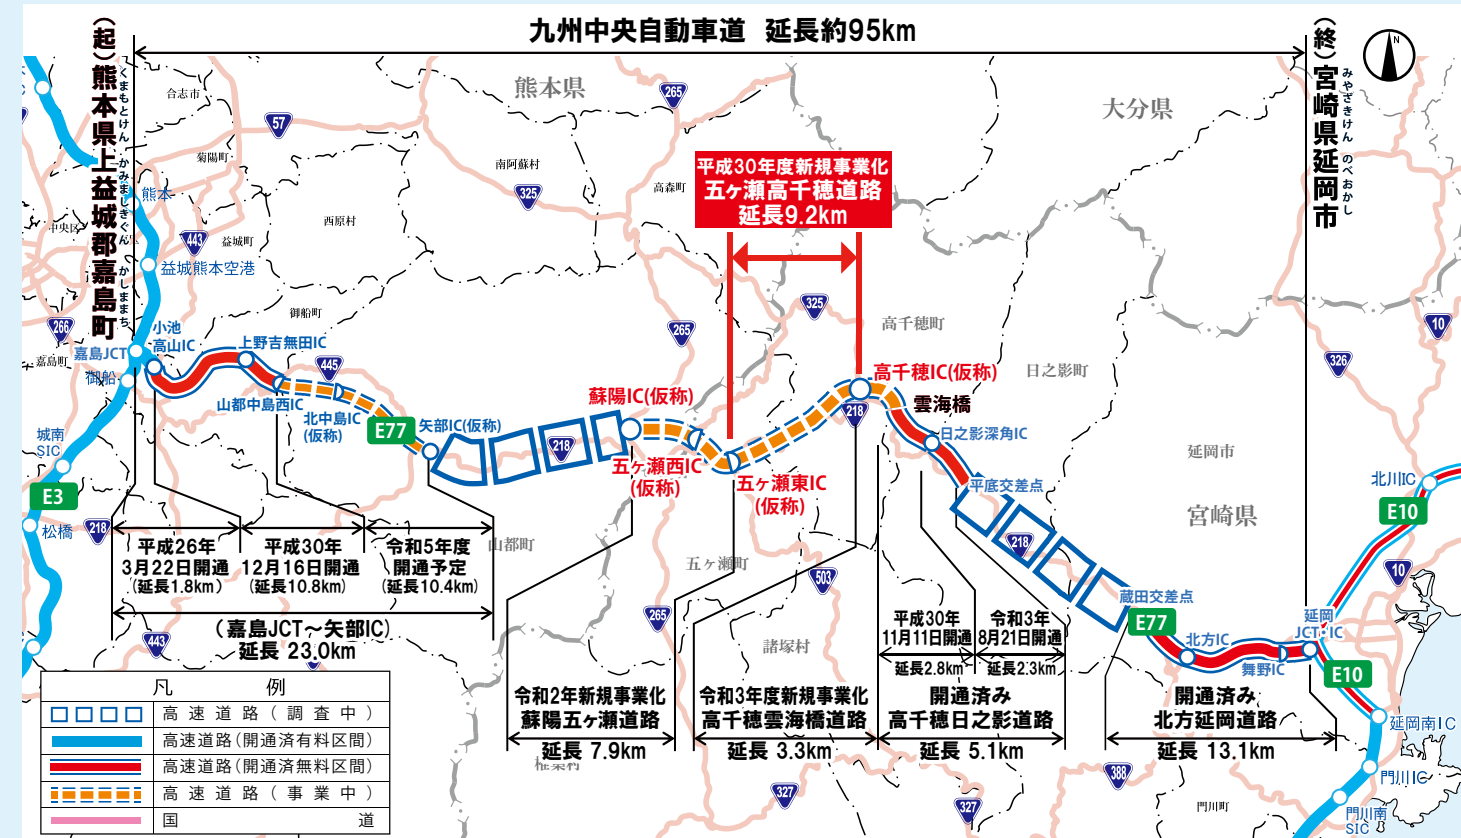 九州中央自動車道 延長約95km
(起)熊本県上益城郡嘉島町
くまもとけん かみましきぐん かしままち
(終)宮崎県延岡市
みやざきけん のべおかし
N
熊本県
大分県
合志市
菊陽町
南阿蘇村
高森町
西原村
益城町
中央区
御船町
嘉島町
高千穂町
日之影町
延岡市
宮崎県
山都町
五ヶ瀬町
諸塚村
椎葉村
門川町
57
265
325
443
266
445
265
325
218
218
218
218
326
10
10
503
265
443
327
327
388
平成30年度新規事業化
五ヶ瀬高千穂道路
延長9.2km
熊本
益城熊本空港
小池
高山IC
嘉島JCT
御船
上野吉無田IC
山都中島西IC
北中島IC
(仮称)
E77
矢部IC(仮称)
蘇陽IC(仮称)
五ヶ瀬西IC
(仮称)
五ヶ瀬東IC
(仮称)
高千穂IC(仮称)
雲海橋
日之影深角IC
平底交差点
蔵田交差点
E77
北方IC
舞野IC
延岡
JCT・IC
E10
北川IC
E10
延岡南IC
門川IC
門川南
SIC
城南
SIC
E3
松橋
平成26年
3月22日開通
(延長1.8km)
平成30年
12月16日開通
(延長10.8km)
令和5年度
開通予定
(延長10.4km)
(嘉島JCT~矢部IC)
延長 23.0km
令和2年新規事業化
蘇陽五ヶ瀬道路
延長 7.9km
令和3年度新規事業化
高千穂雲海橋道路
延長 3.3km
平成30年
11月11日開通
延長2.8km
令和3年
8月21日開通
延長2.3km
開通済み
高千穂日之影道路
延長 5.1km
開通済み
北方延岡道路
延長 13.1km
凡 例
高速道路(調査中)
高速道路(開通済有料区間)
高速道路(開通済無料区間)
高速道路(事業中)
国道